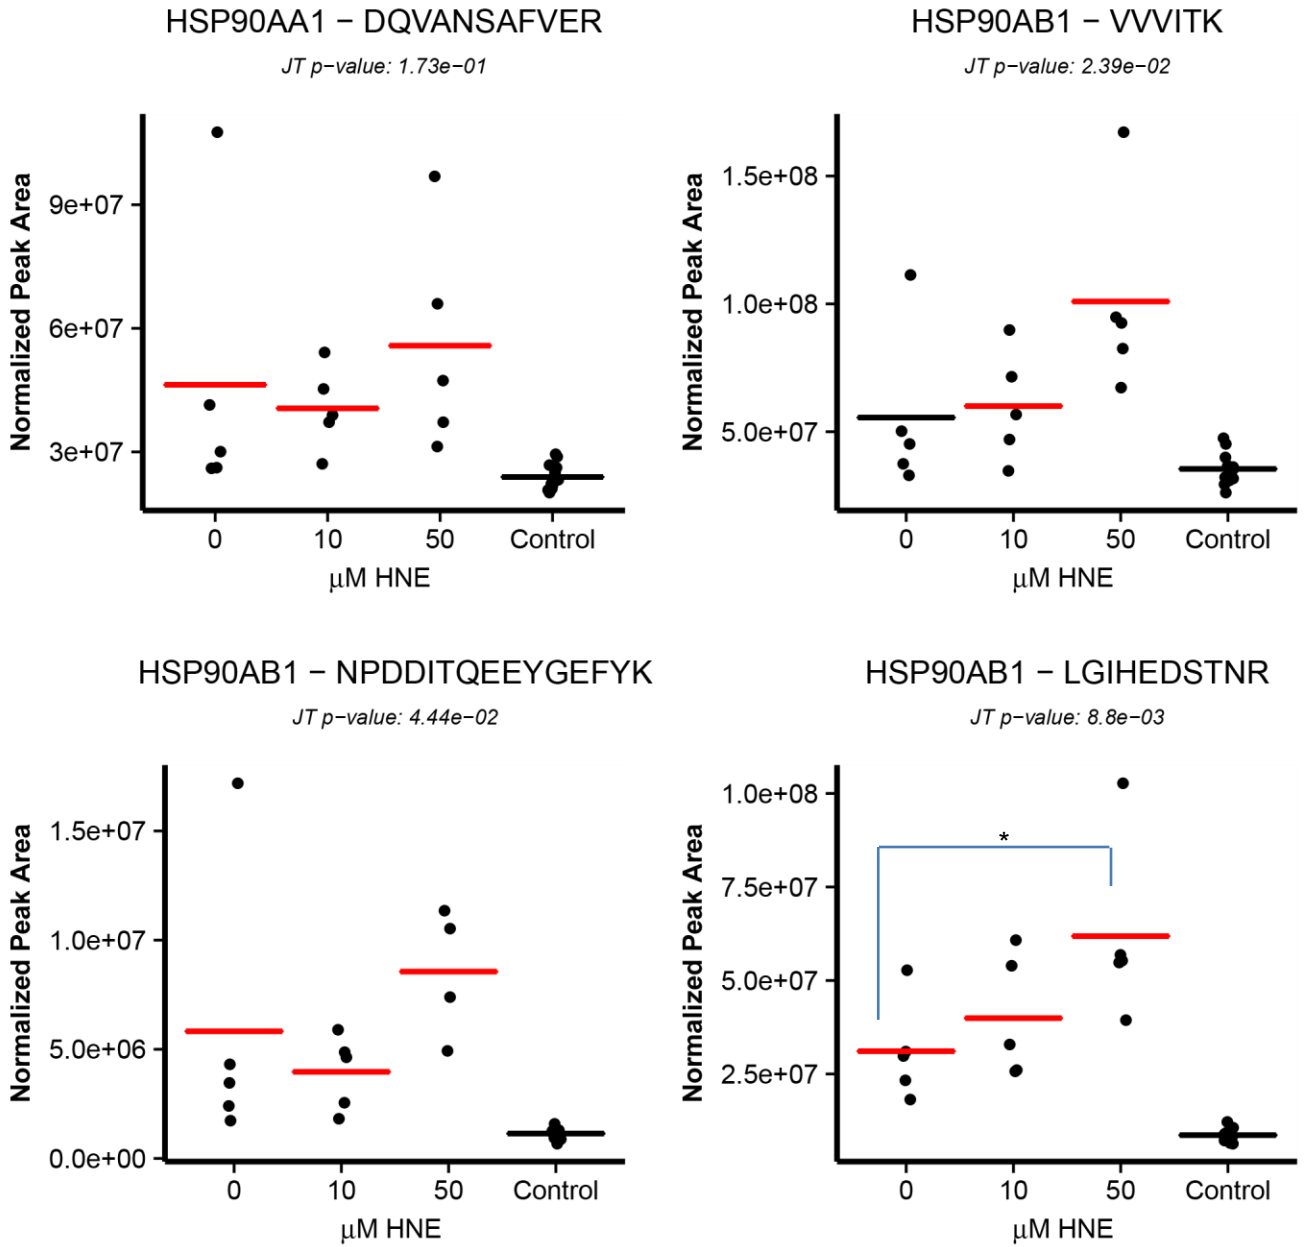 HSP90AA1 − DQVANSAFVER
JT p−value: 1.73e−01
Normalized Peak Area
9e+07
6e+07
3e+07
0 10 50 Control
μM HNE
HSP90AB1 − VVVITK
JT p−value: 2.39e−02
Normalized Peak Area
1.5e+08
1.0e+08
5.0e+07
0 10 50 Control
μM HNE
HSP90AB1 − NPDDITQEEYGEFYK
JT p−value: 4.44e−02
Normalized Peak Area
1.5e+07
1.0e+07
5.0e+06
0.0e+00
0 10 50 Control
μM HNE
HSP90AB1 − LGIHEDSTNR
JT p−value: 8.8e−03
Normalized Peak Area
1.0e+08
*
7.5e+07
5.0e+07
2.5e+07
0 10 50 Control
μM HNE